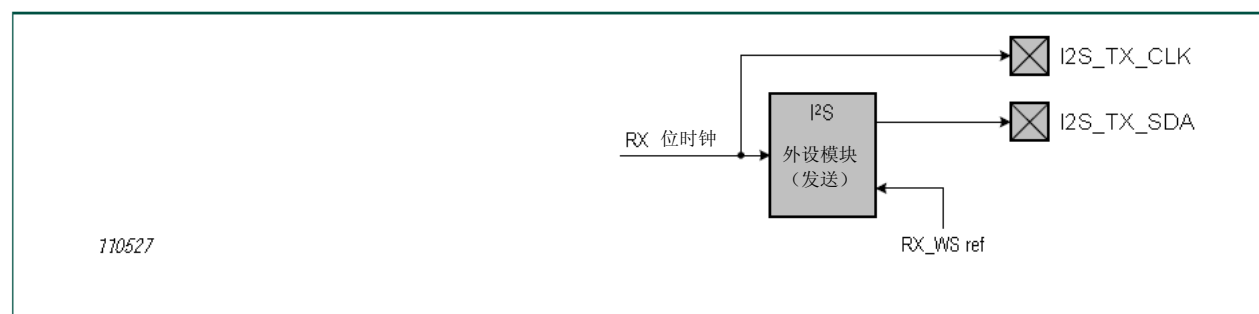 I2S_TX_CLK
I²S
I2S_TX_SDA
RX 位时钟
外设模块
（发送）
110527
RX_WS ref